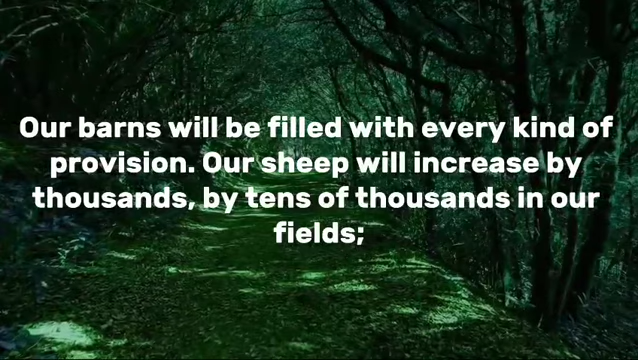 Our barns will be filled with every kind of
provision. Our sheep will increase by
thousands, by tens of thousands in our
fields;